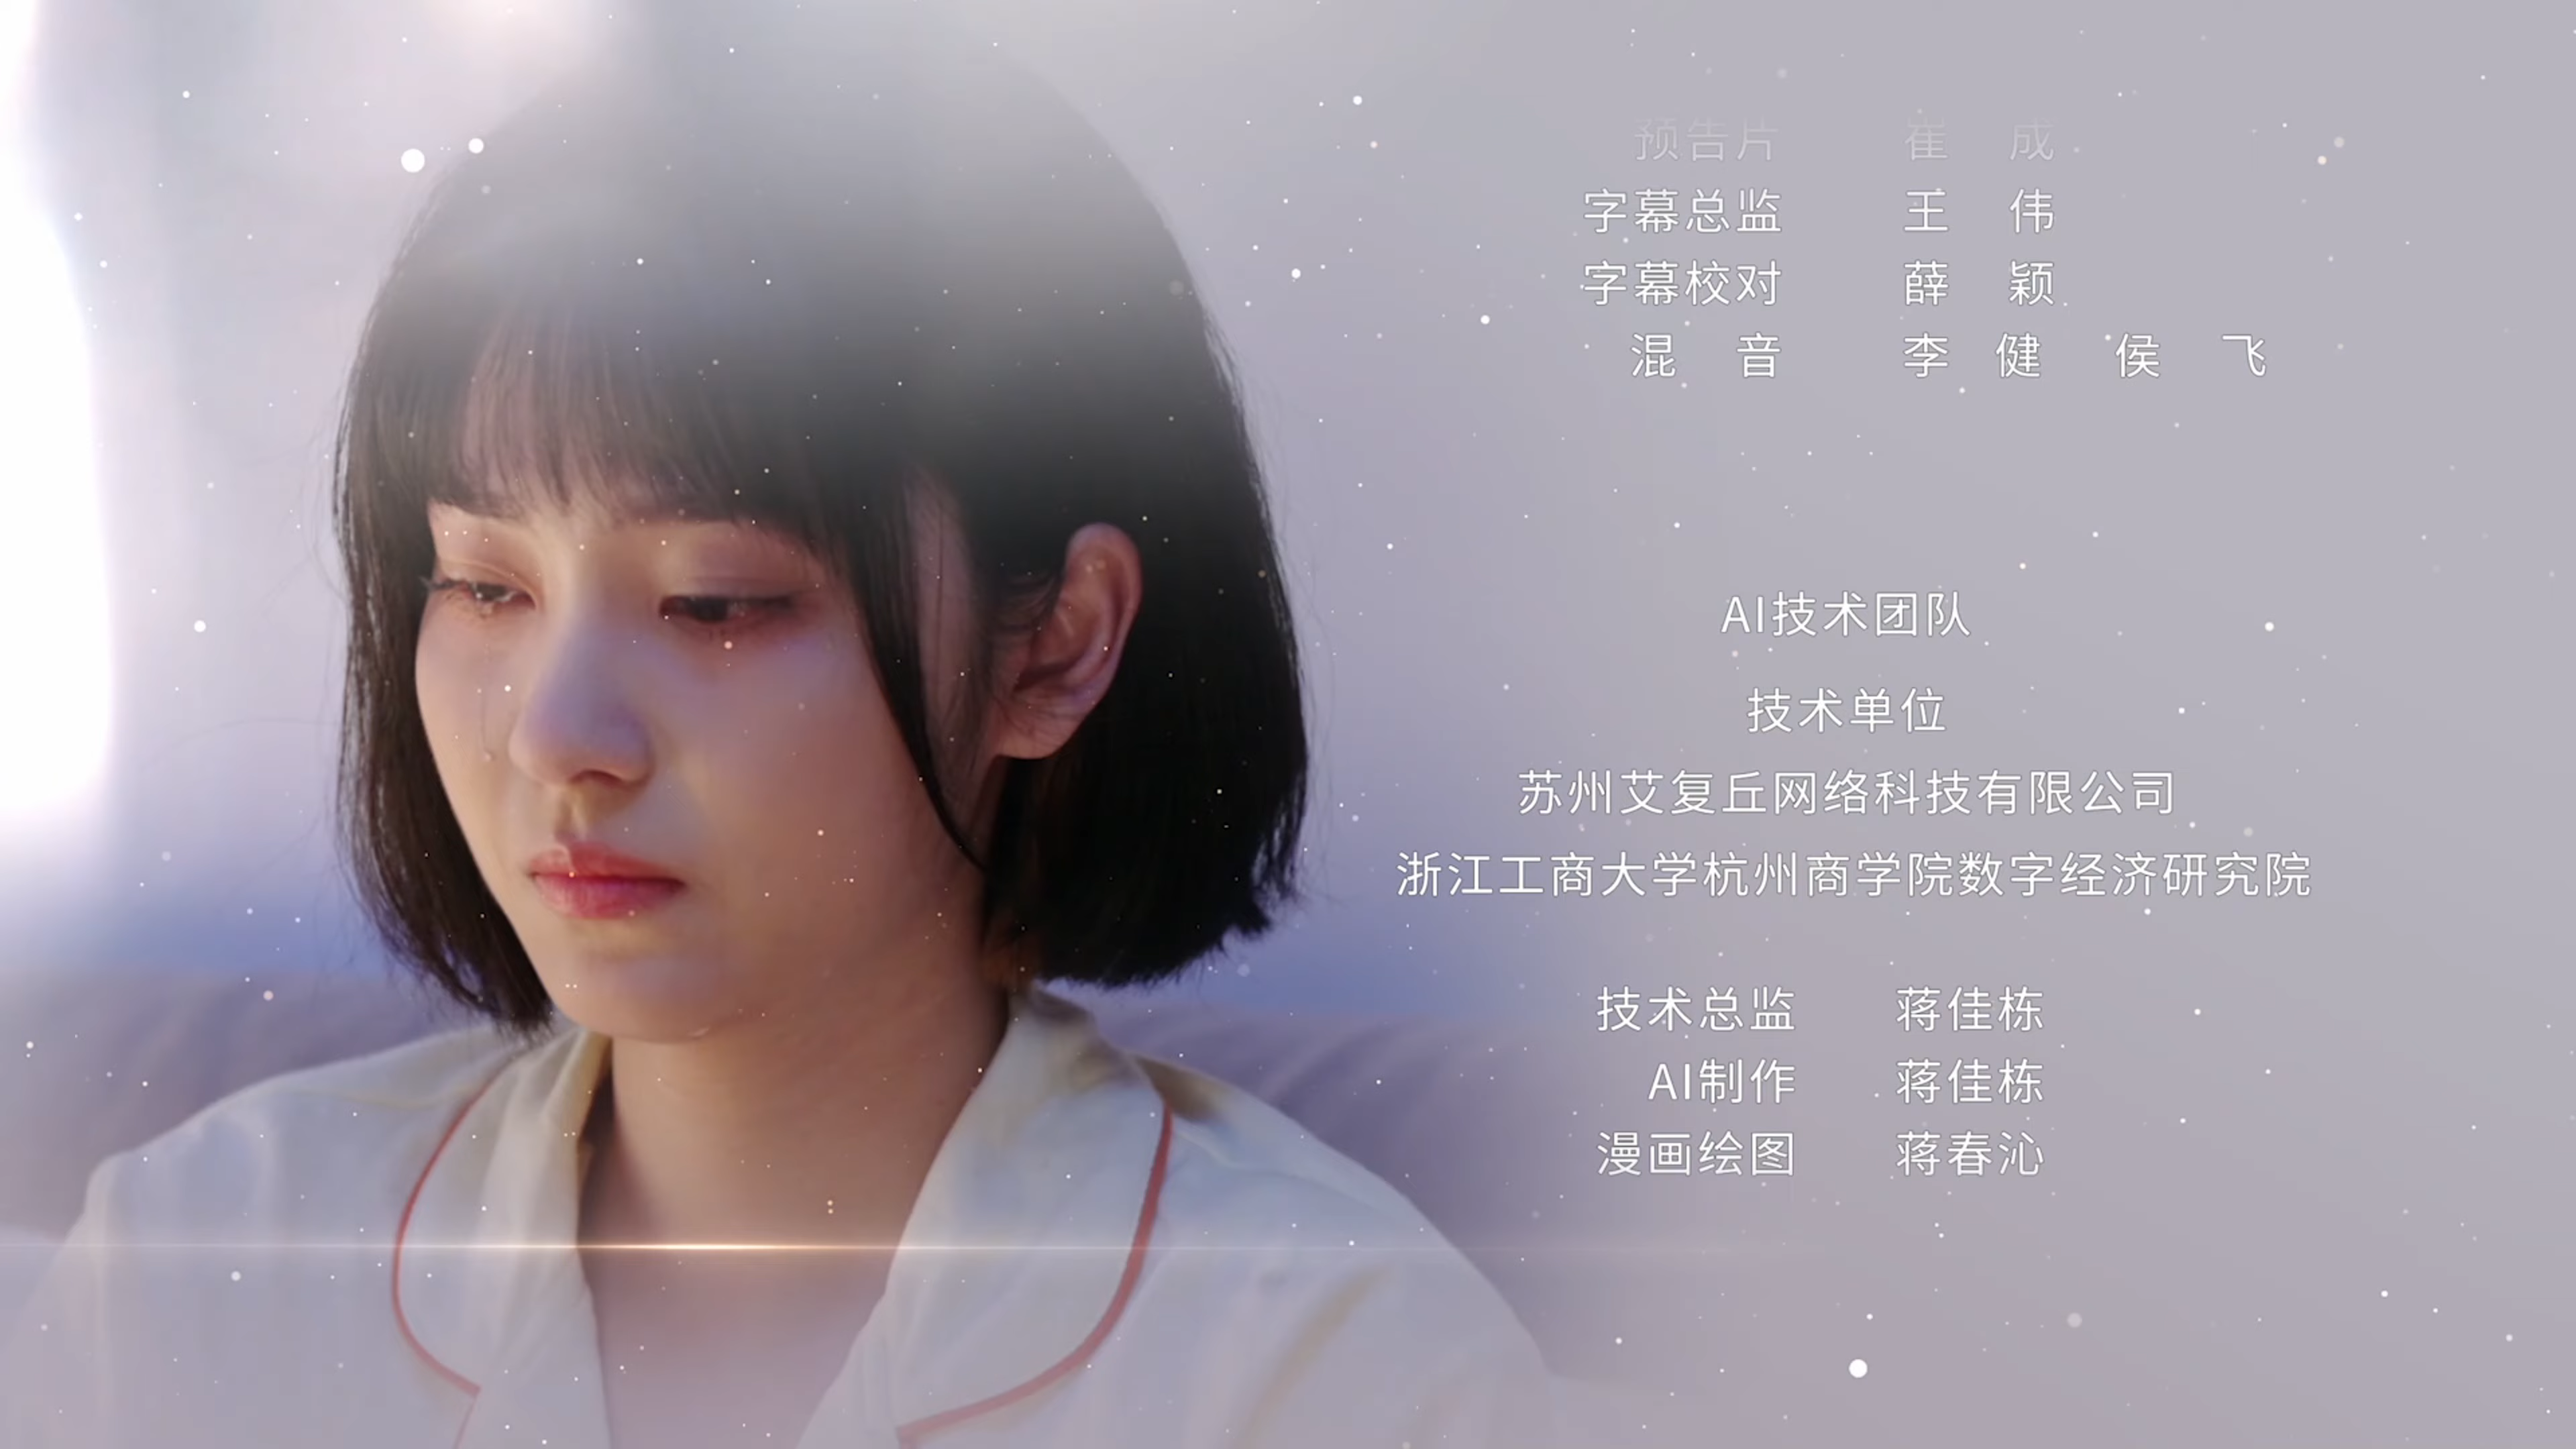 预告片 崔 成
字幕总监 王 伟
字幕校对 薛 颖
混 音 李 健 侯 飞
AI技术团队
技术单位
苏州艾复丘网络科技有限公司
浙江工商大学杭州商学院数字经济研究院
技术总监 蒋佳栋
AI制作 蒋佳栋
漫画绘图 蒋春沁